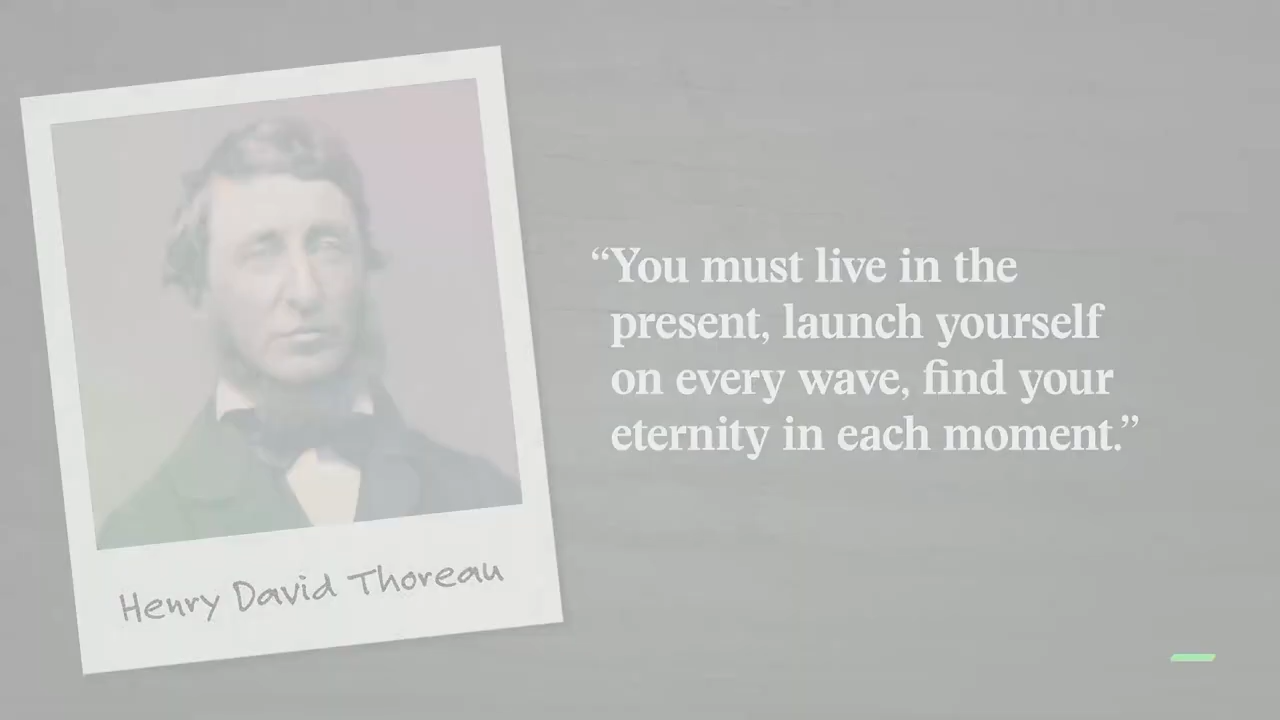 “You must live in the
present, launch yourself
on every wave, find your
eternity in each moment.”
Henry David Thoreau